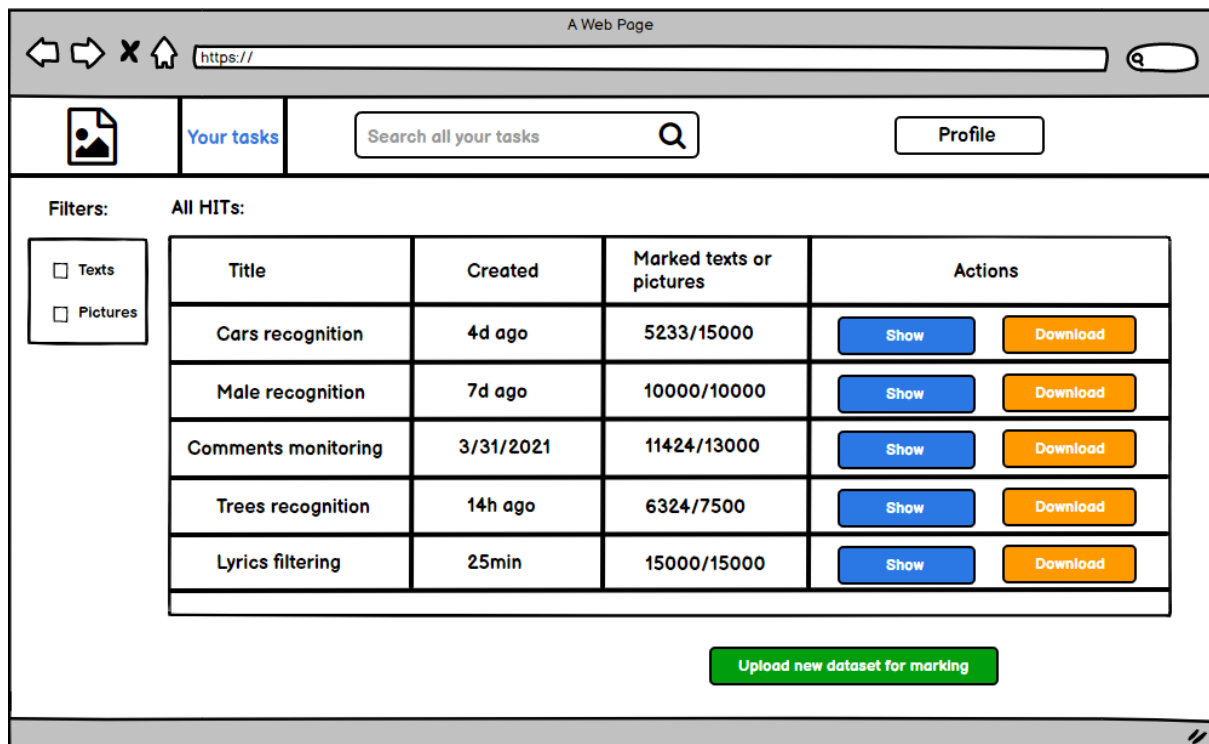 A Web Page
https://
Your tasks
Search all your tasks
Profile
Filters:
All HITs:
Texts
Pictures
Title Created Marked texts or pictures Actions
Cars recognition 4d ago 5233/15000 Show Download
Male recognition 7d ago 10000/10000 Show Download
Comments monitoring 3/31/2021 11424/13000 Show Download
Trees recognition 14h ago 6324/7500 Show Download
Lyrics filtering 25min 15000/15000 Show Download
Upload new dataset for marking